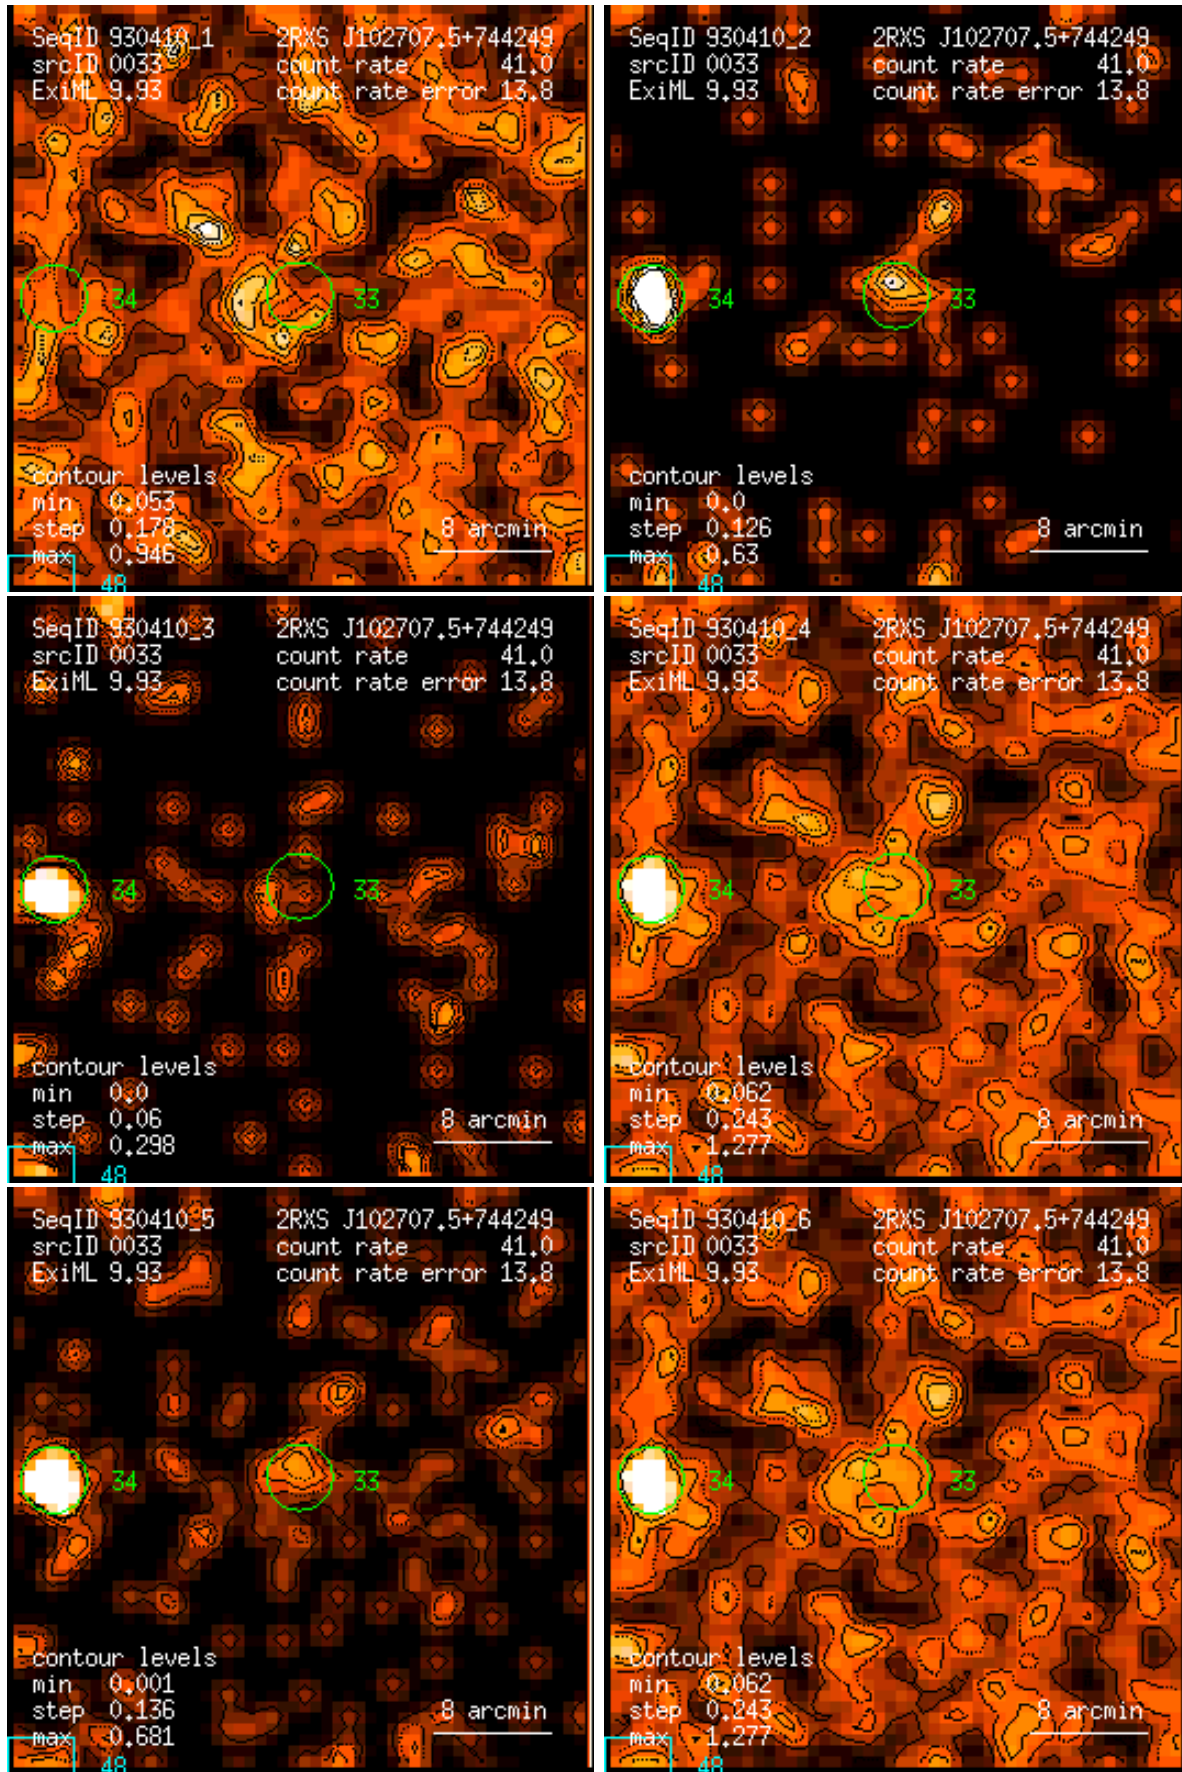 SeqID 930410_1 2RXS J102707.5+744249
srcID 0033 count rate 41.0
ExiML 9.93 count rate error 13.8
34 33
contour levels
min 0.053
step 0.178
max 0.946
8 arcmin
48
SeqID 930410_2 2RXS J102707.5+744249
srcID 0033 count rate 41.0
ExiML 9.93 count rate error 13.8
34 33
contour levels
min 0.0
step 0.126
max 0.63
8 arcmin
48
SeqID 930410_3 2RXS J102707.5+744249
srcID 0033 count rate 41.0
ExiML 9.93 count rate error 13.8
34 33
contour levels
min 0.0
step 0.06
max 0.298
8 arcmin
48
SeqID 930410_4 2RXS J102707.5+744249
srcID 0033 count rate 41.0
ExiML 9.93 count rate error 13.8
34 33
contour levels
min 0.062
step 0.243
max 1.277
8 arcmin
48
SeqID 930410_5 2RXS J102707.5+744249
srcID 0033 count rate 41.0
ExiML 9.93 count rate error 13.8
34 33
contour levels
min 0.001
step 0.136
max 0.681
8 arcmin
48
SeqID 930410_6 2RXS J102707.5+744249
srcID 0033 count rate 41.0
ExiML 9.93 count rate error 13.8
34 33
contour levels
min 0.062
step 0.243
max 1.277
8 arcmin
48